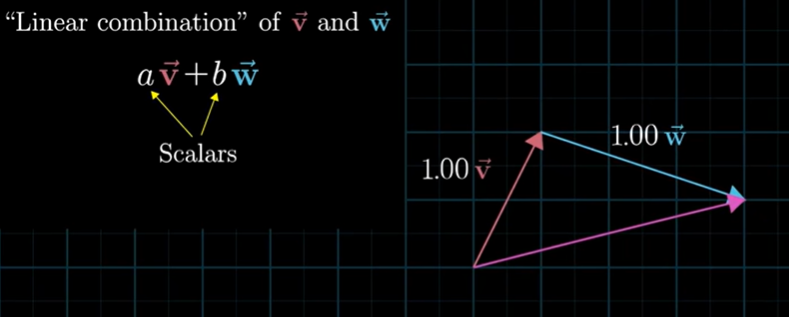 “Linear combination” of v⃗ and w⃗
av⃗+bw⃗
Scalars
1.00 v⃗
1.00 w⃗